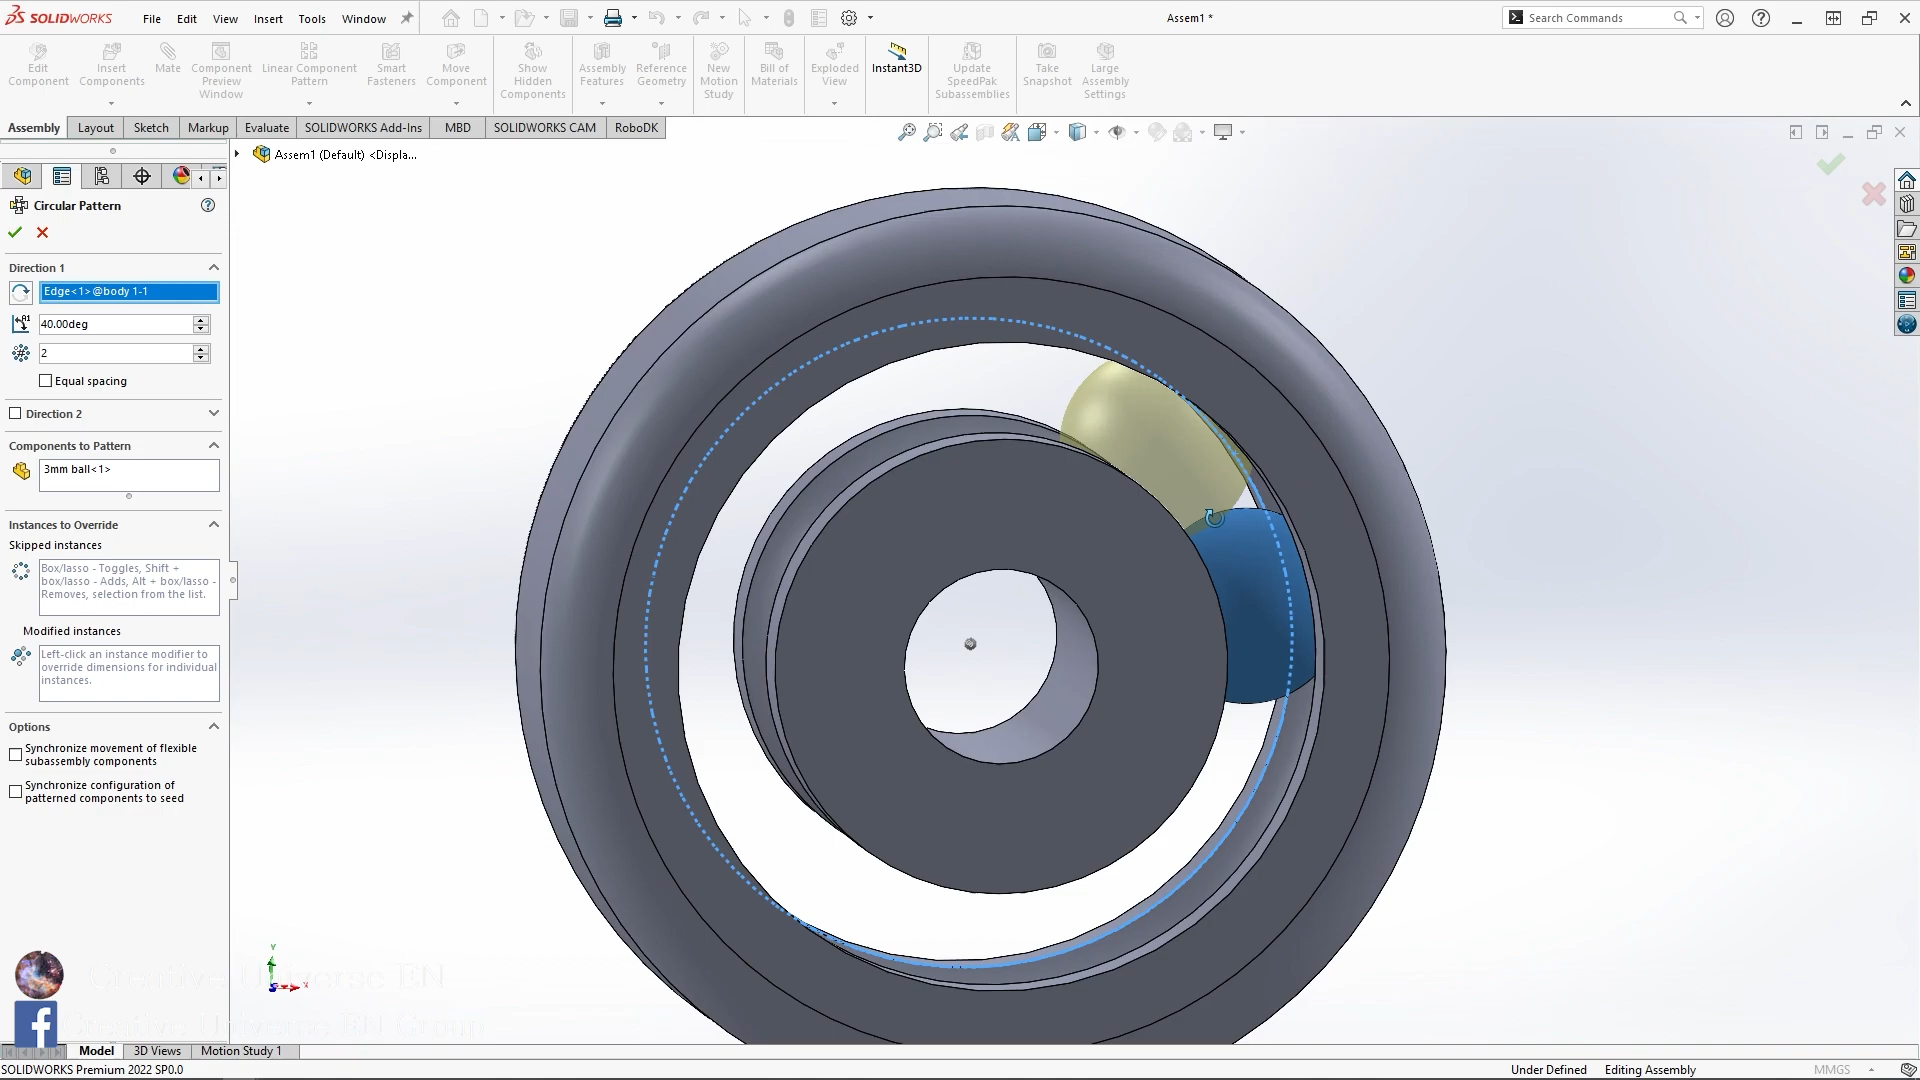 SOLIDWORKS File Edit View Insert Tools Window Assem1 * Search Commands
Edit Component
Insert Components
Mate
Component Preview Window
Linear Component Pattern
Smart Fasteners
Move Component
Show Hidden Components
Assembly Features
Reference Geometry
New Motion Study
Bill of Materials
Exploded View
Instant3D
Update SpeedPak Subassemblies
Take Snapshot
Large Assembly Settings
Assembly Layout Sketch Markup Evaluate SOLIDWORKS Add-Ins MBD SOLIDWORKS CAM RoboDK
Assem1 (Default) <Displa...
Circular Pattern
Direction 1
Edge<1>@body 1-1
40.00deg
2
Equal spacing
Direction 2
Components to Pattern
3mm ball<1>
Instances to Override
Skipped instances
Box/lasso - Toggles, Shift +
box/lasso - Adds, Alt + box/lasso -
Removes, selection from the list.
Modified instances
Left-click an instance modifier to
override dimensions for individual
instances.
Options
Synchronize movement of flexible
subassembly components
Synchronize configuration of
patterned components to seed
Y
X
Creative Universe EN
Creative Universe EN Group
Model 3D Views Motion Study 1
SOLIDWORKS Premium 2022 SP0.0 Under Defined Editing Assembly MMGS